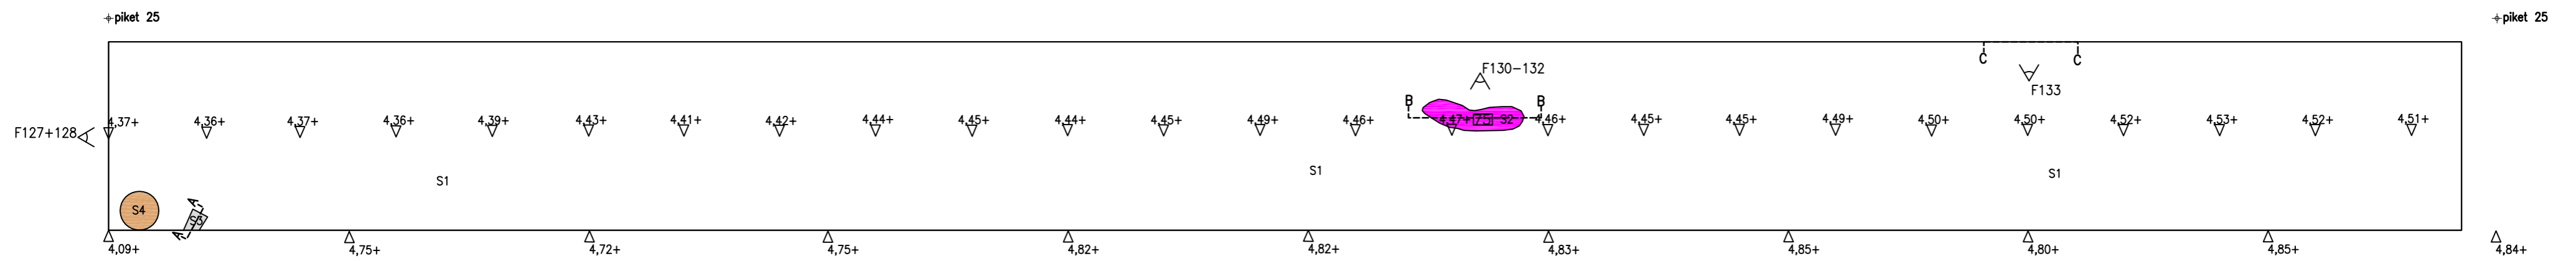 piket 25
piket 25
C
C
F130-132
F133
B
B
F127+128
4,37+
4,36+
4,37+
4,36+
4,39+
4,43+
4,41+
4,42+
4,44+
4,45+
4,44+
4,45+
4,49+
4,46+
4,47+
75
S2
4,46+
4,45+
4,45+
4,49+
4,50+
4,50+
4,52+
4,53+
4,52+
4,51+
S1
S1
S1
A
S4
S3
A
4,09+
4,75+
4,72+
4,75+
4,82+
4,82+
4,83+
4,85+
4,80+
4,85+
4,84+